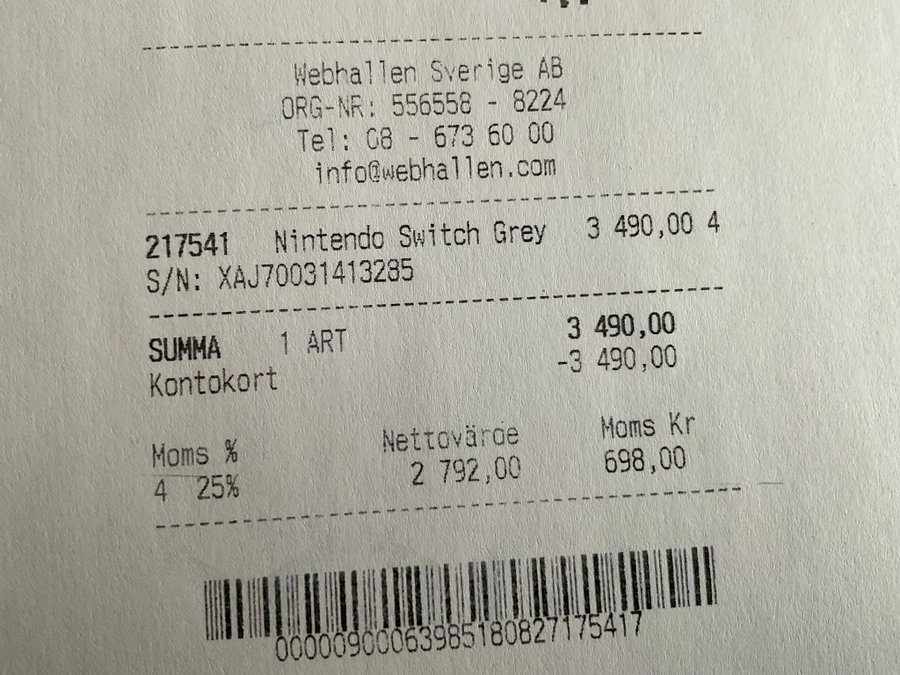 Webhallen Sverige AB
ORG-NR: 556558 - 8224
Tel: 08 - 673 60 00
info@webhallen.com
217541 Nintendo Switch Grey 3 490,00 4
S/N: XAJ70031413285
SUMMA 1 ART 3 490,00
Kontokort -3 490,00
Moms % Nettovärde Moms Kr
4 25% 2 792,00 698,00
0000090006398518082717541​7